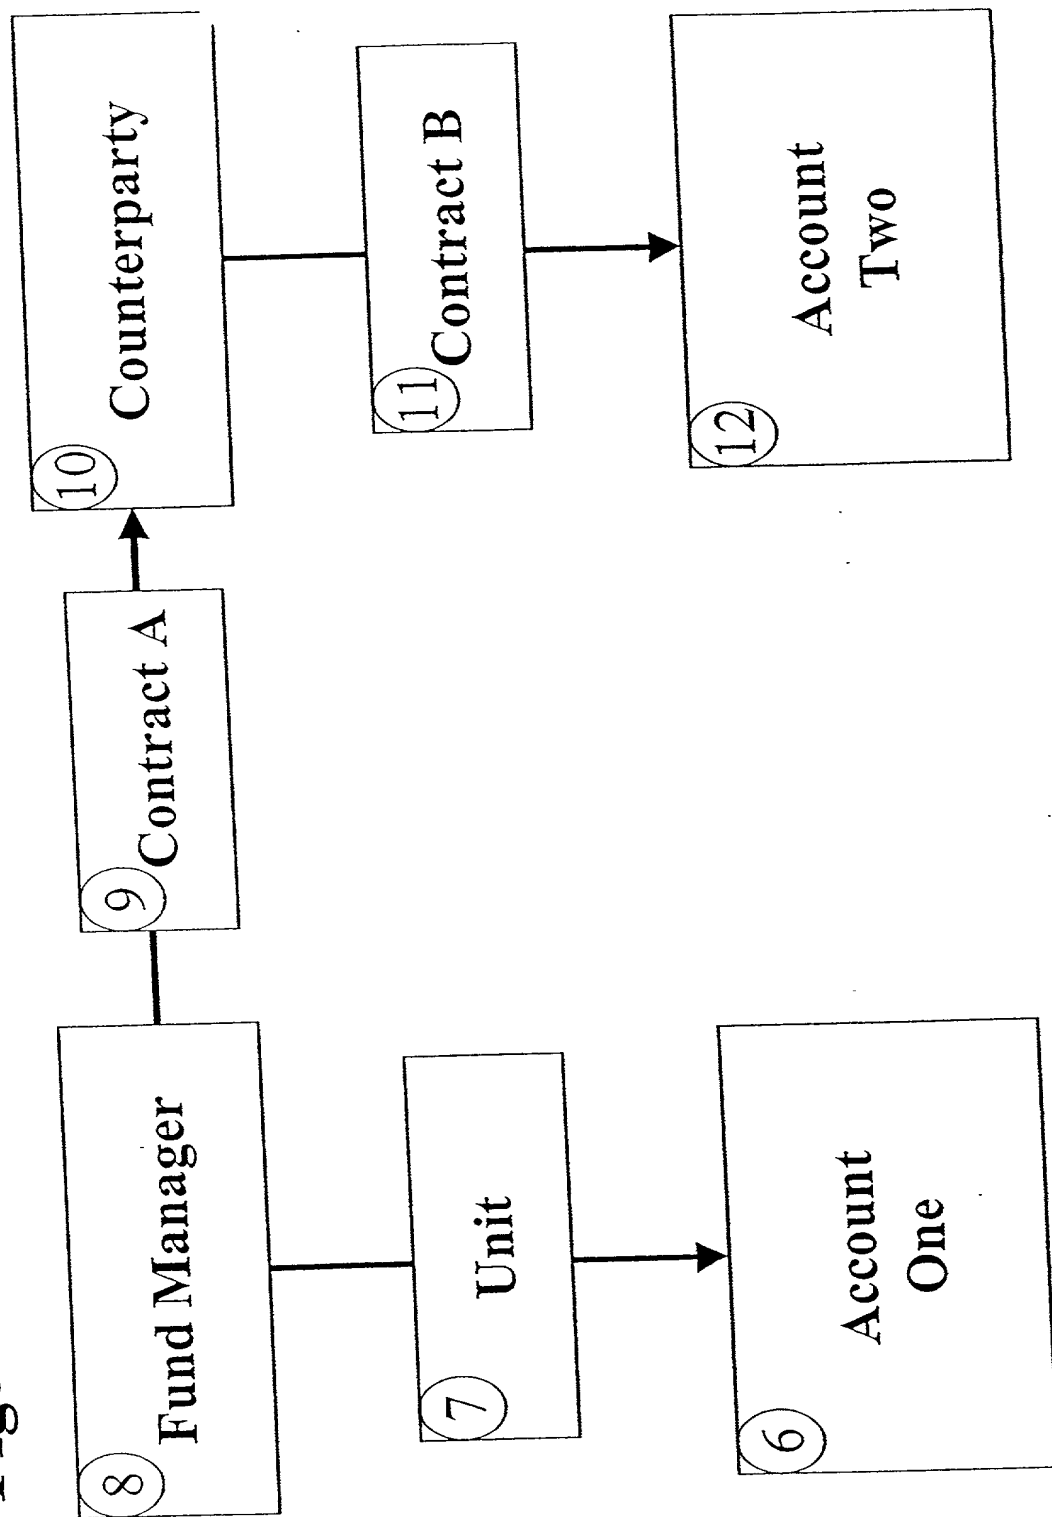 8
Fund Manager
9
Contract A
10
Counterparty
7
Unit
11
Contract B
6
Account
One
12
Account
Two